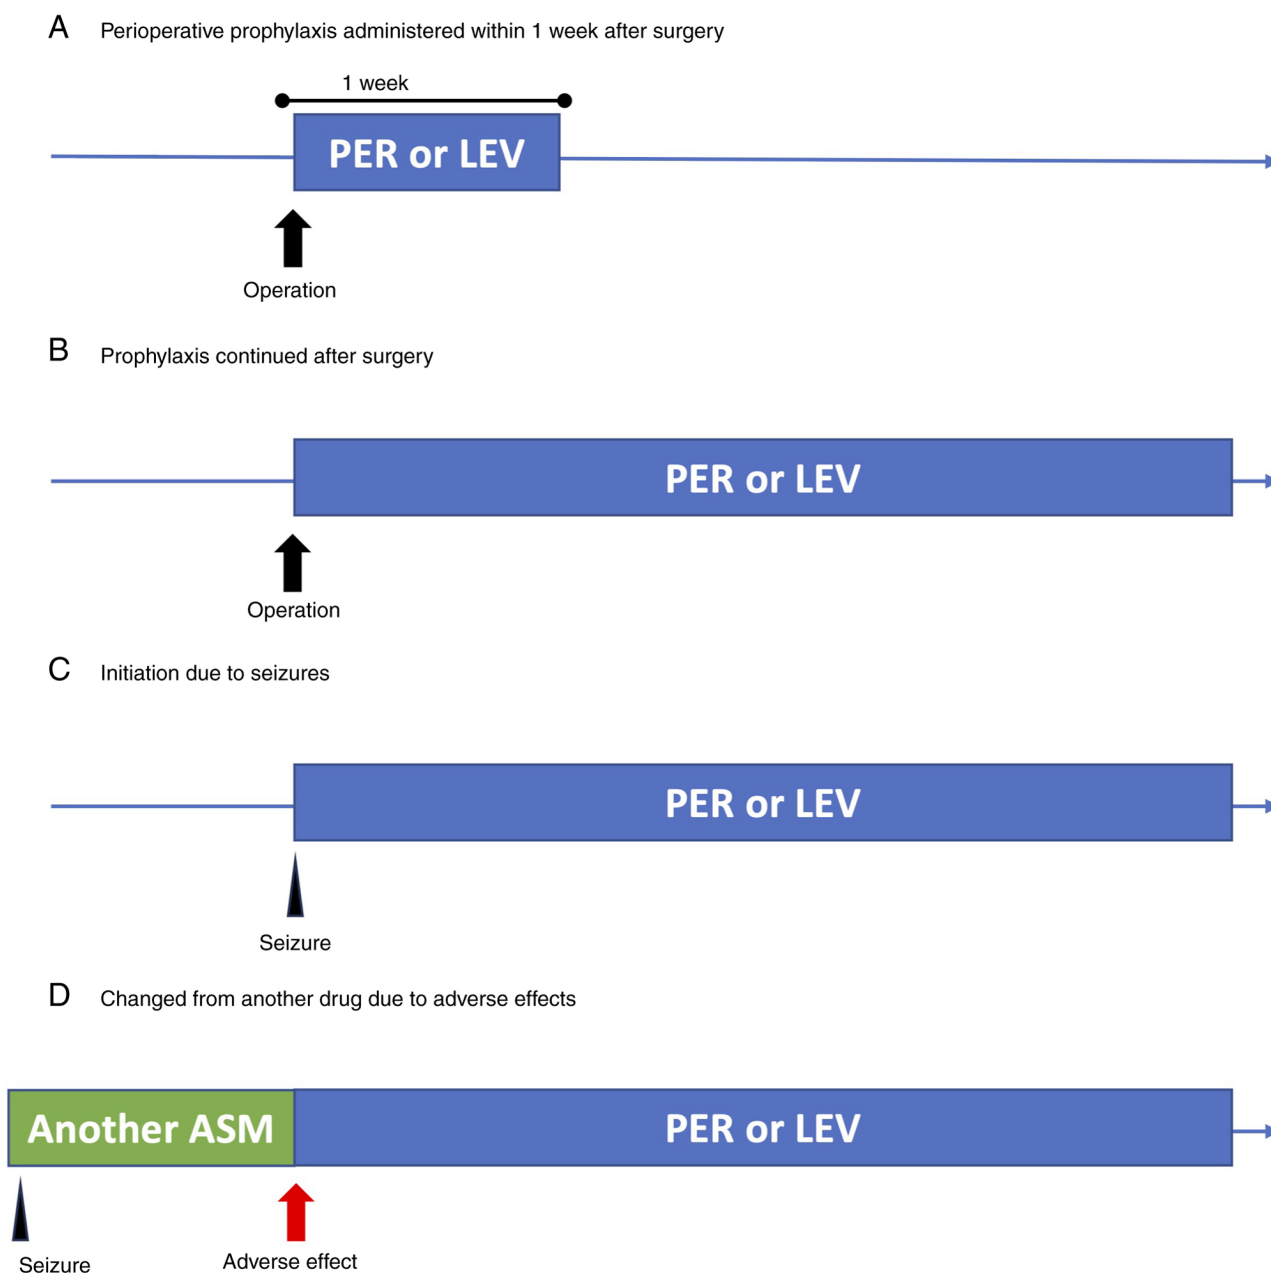 A Perioperative prophylaxis administered within 1 week after surgery
1 week
PER or LEV
Operation
B Prophylaxis continued after surgery
PER or LEV
Operation
C Initiation due to seizures
PER or LEV
Seizure
D Changed from another drug due to adverse effects
Another ASM PER or LEV
Seizure Adverse effect